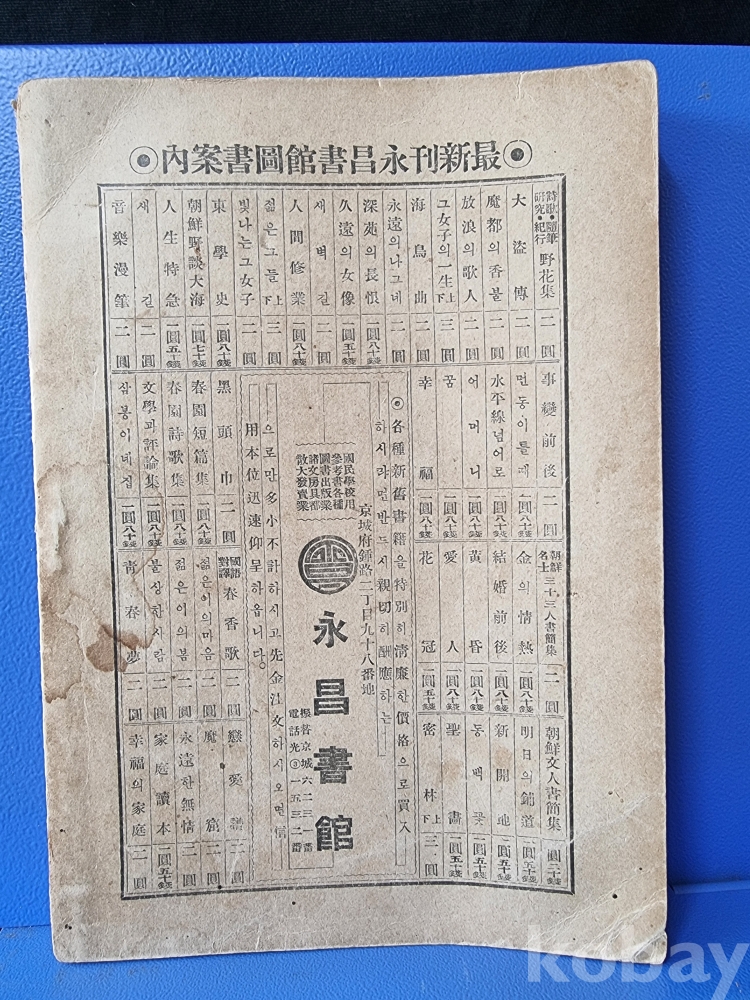 ◉最新刊永昌書館圖書案內◉
詩歌·隨筆 研究·紀行 野花集 二圓
大盜傳 二圓
魔都의香불 二圓
放浪의歌人 二圓
그女子의一生 上下 三圓
海鳥曲 二圓
永遠의나그네 二圓
深苑의長恨 一圓八十錢
久遠의女像 一圓五十錢
새벽길 二圓
人間修業 一圓八十錢
젊은그들 上下 三圓
빛나는그女子 二圓
東學史 二圓
朝鮮野談大海 一圓七十錢
人生特急 一圓五十錢
새길 二圓
音樂漫筆 二圓
事變前後 二圓
먼동이틀제 一圓八十錢
水平線넘어로 一圓八十錢
어머니 一圓八十錢
꿈 一圓八十錢
幸福 一圓八十錢
朝鮮名士 三十三人書簡集 二圓
金의情熱 一圓八十錢
結婚前後 一圓八十錢
黃昏 一圓八十錢
愛人 一圓八十錢
花冠 一圓五十錢
朝鮮文人書簡集 一圓二十錢
明日의鋪道 一圓五十錢
新開地 一圓五十錢
동백꽃 一圓五十錢
聖畵 一圓五十錢
密林 上下 三圓
◎各種新舊書籍을特別히淸廉한價格으로買入
하시라면반드시親切히酬應하는
京城府鍾路二丁目九十八番地
國民學校用
參考書各種
圖書出版業
諸文房具都
散大發賣業
永昌書館
振替京城六二三一番
電話光③一五三二番
으로만多小不計하시고先金注文하시오면信
用本位迅速仰呈하옵니다
黑頭巾 二圓
春園短篇集 一圓八十錢
春園詩歌集 一圓八十錢
文學과評論集 一圓八十錢
삼봉이네집 一圓八十錢
國語對譯 春香歌 二圓
젊은이의마음 二圓
젊은이의봄 二圓
불상한사람 二圓
靑春夢 二圓
戀愛譜 二圓
魔窟 二圓
永遠한無情 二圓
家庭讀本 一圓五十錢
幸福의家庭 二圓
kobay